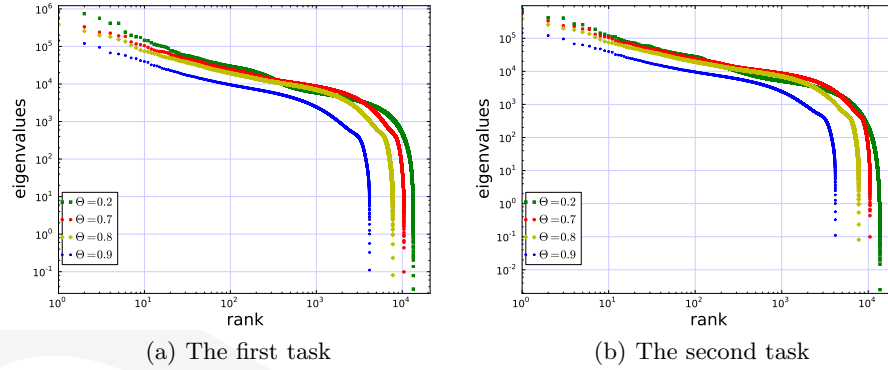 10^6
10^5
10^4
10^3
10^2
10^1
10^0
10^-1
eigenvalues
Θ=0.2
Θ=0.7
Θ=0.8
Θ=0.9
10^0 10^1 10^2 10^3 10^4
rank
(a) The first task
10^5
10^4
10^3
10^2
10^1
10^0
10^-1
10^-2
eigenvalues
Θ=0.2
Θ=0.7
Θ=0.8
Θ=0.9
10^0 10^1 10^2 10^3 10^4
rank
(b) The second task